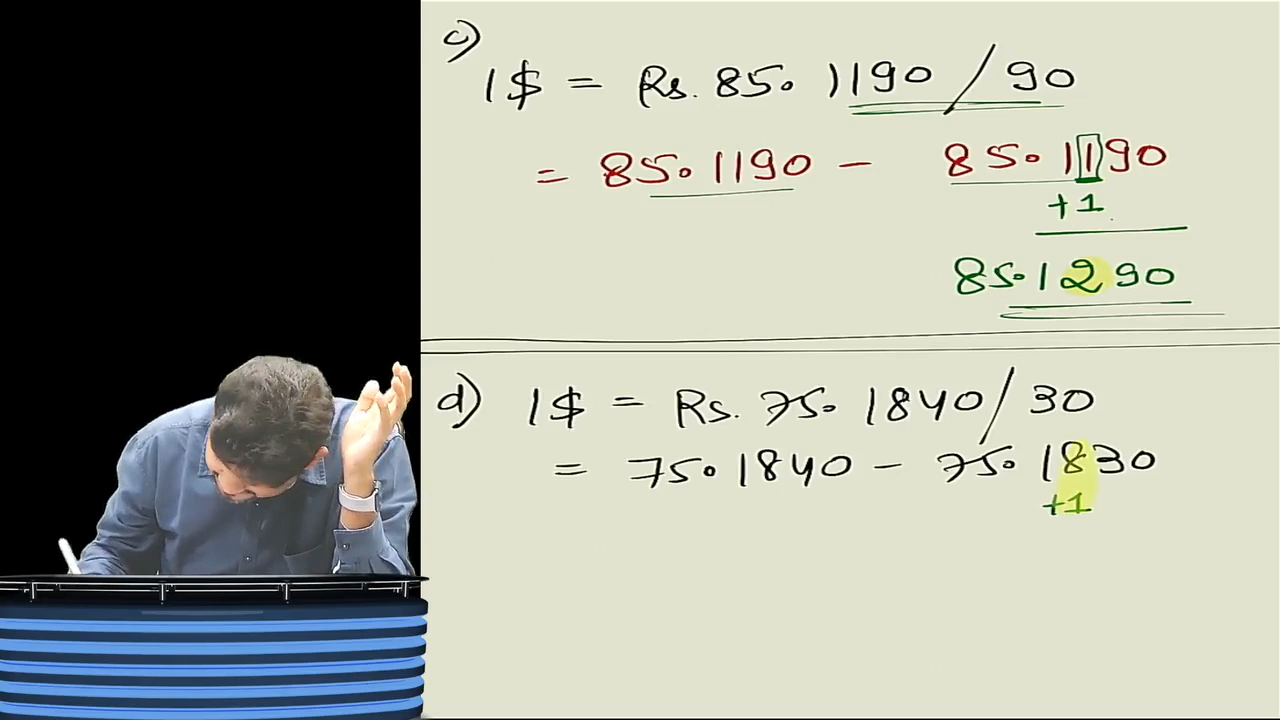 c)
1$ = Rs. 85.1190/90
= 85.1190 - 85.1190
+1
85.1290
d) 1$ = Rs. 75.1840/30
= 75.1840 - 75.1830
+1